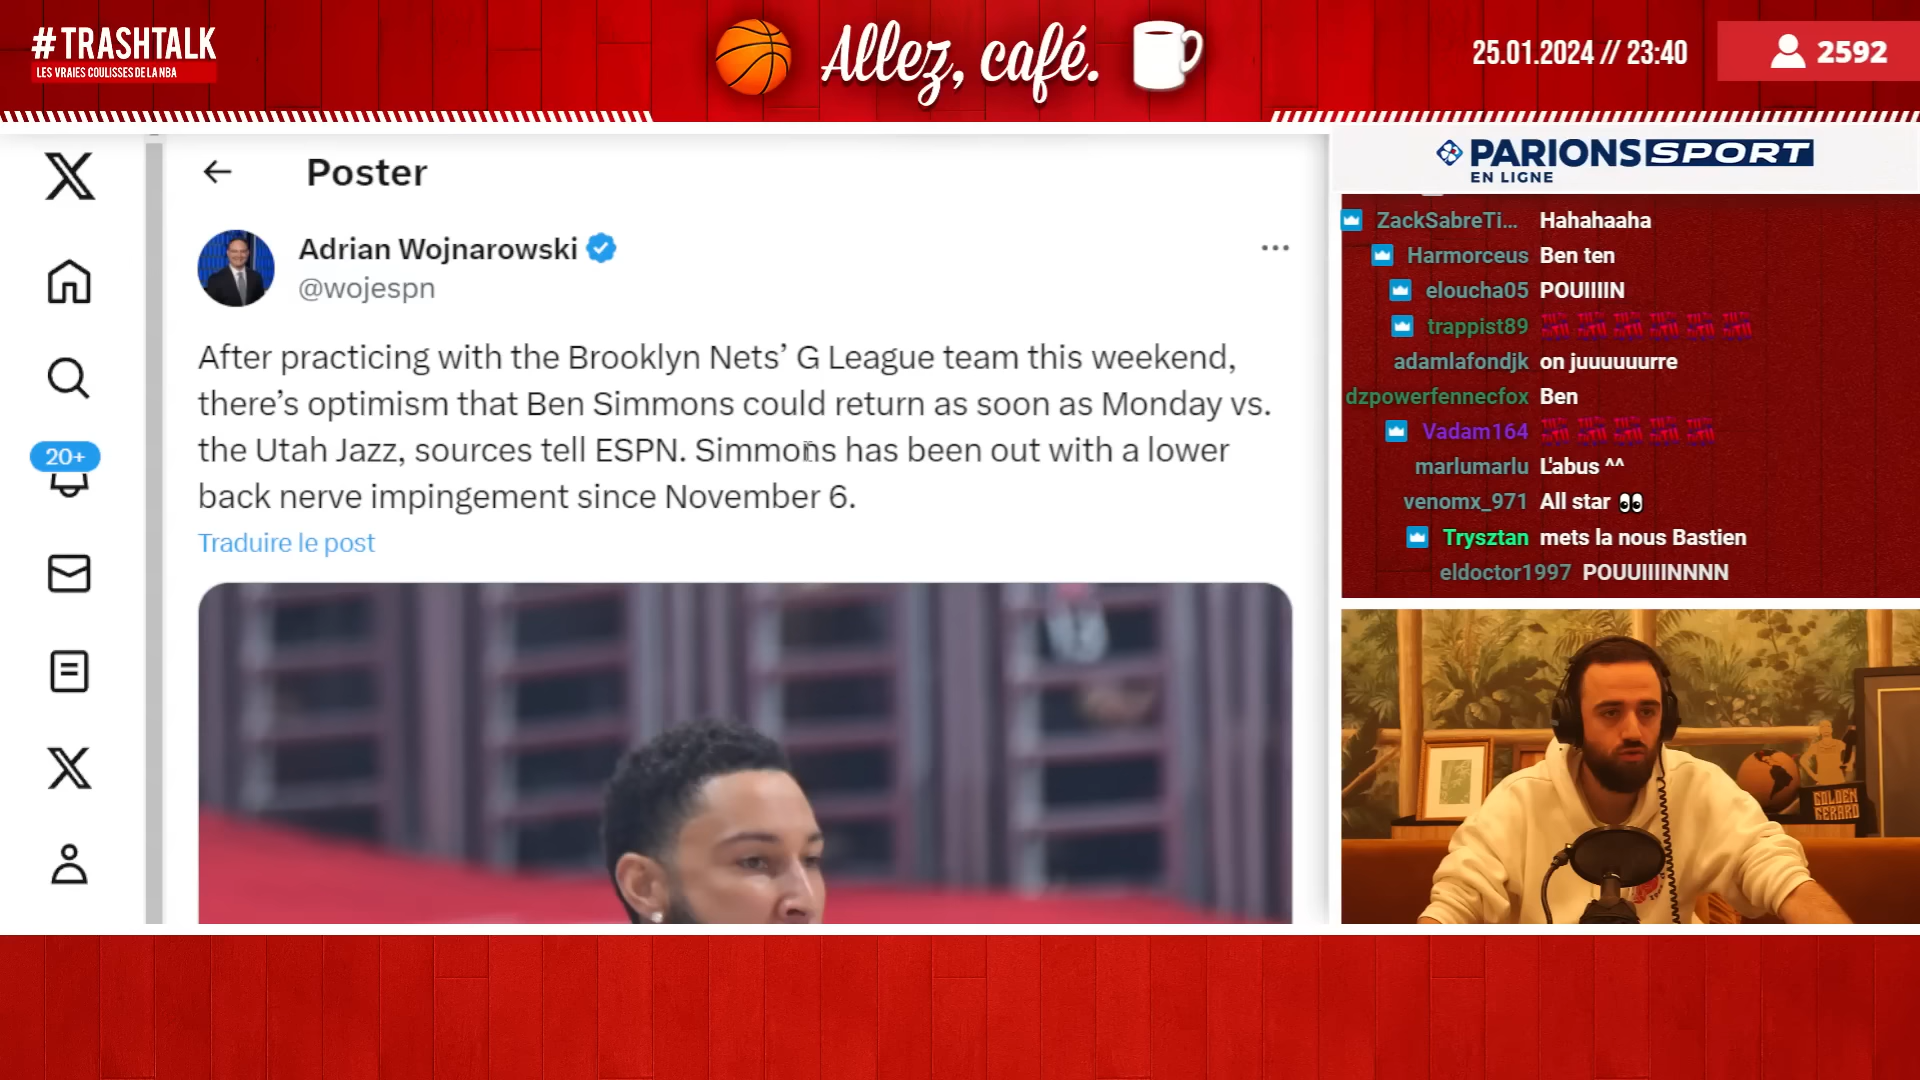 #TRASHTALK
LES VRAIES COULISSES DE LA NBA
Allez, café.
25.01.2024 // 23:40
2592
Poster
Adrian Wojnarowski
@wojespn
After practicing with the Brooklyn Nets’ G League team this weekend,
there’s optimism that Ben Simmons could return as soon as Monday vs.
the Utah Jazz, sources tell ESPN. Simmons has been out with a lower
back nerve impingement since November 6.
Traduire le post
20+
PARIONS SPORT
EN LIGNE
ZackSabreTi... Hahahaaha
Harmorceus Ben ten
eloucha05 POUIIIIN
trappist89
adamlafondjk on juuuuuurre
dzpowerfennecfox Ben
Vadam164
marlumarlu L'abus ^^
venomx_971 All star 👀
Trysztan mets la nous Bastien
eldoctor1997 POUUIIIINNNN
GOLDEN
GERARD